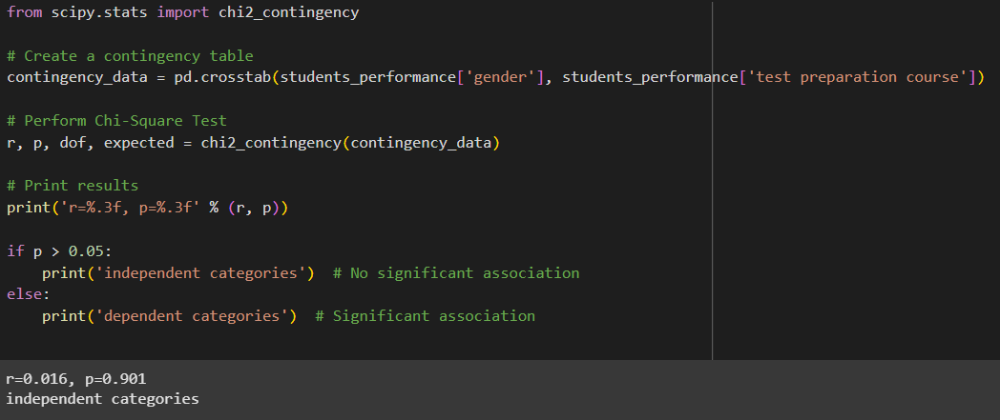 from scipy.stats import chi2_contingency
# Create a contingency table
contingency_data = pd.crosstab(students_performance['gender'], students_performance['test preparation course'])
# Perform Chi-Square Test
r, p, dof, expected = chi2_contingency(contingency_data)
# Print results
print('r=%.3f, p=%.3f' % (r, p))
if p > 0.05:
    print('independent categories')  # No significant association
else:
    print('dependent categories')  # Significant association
r=0.016, p=0.901
independent categories